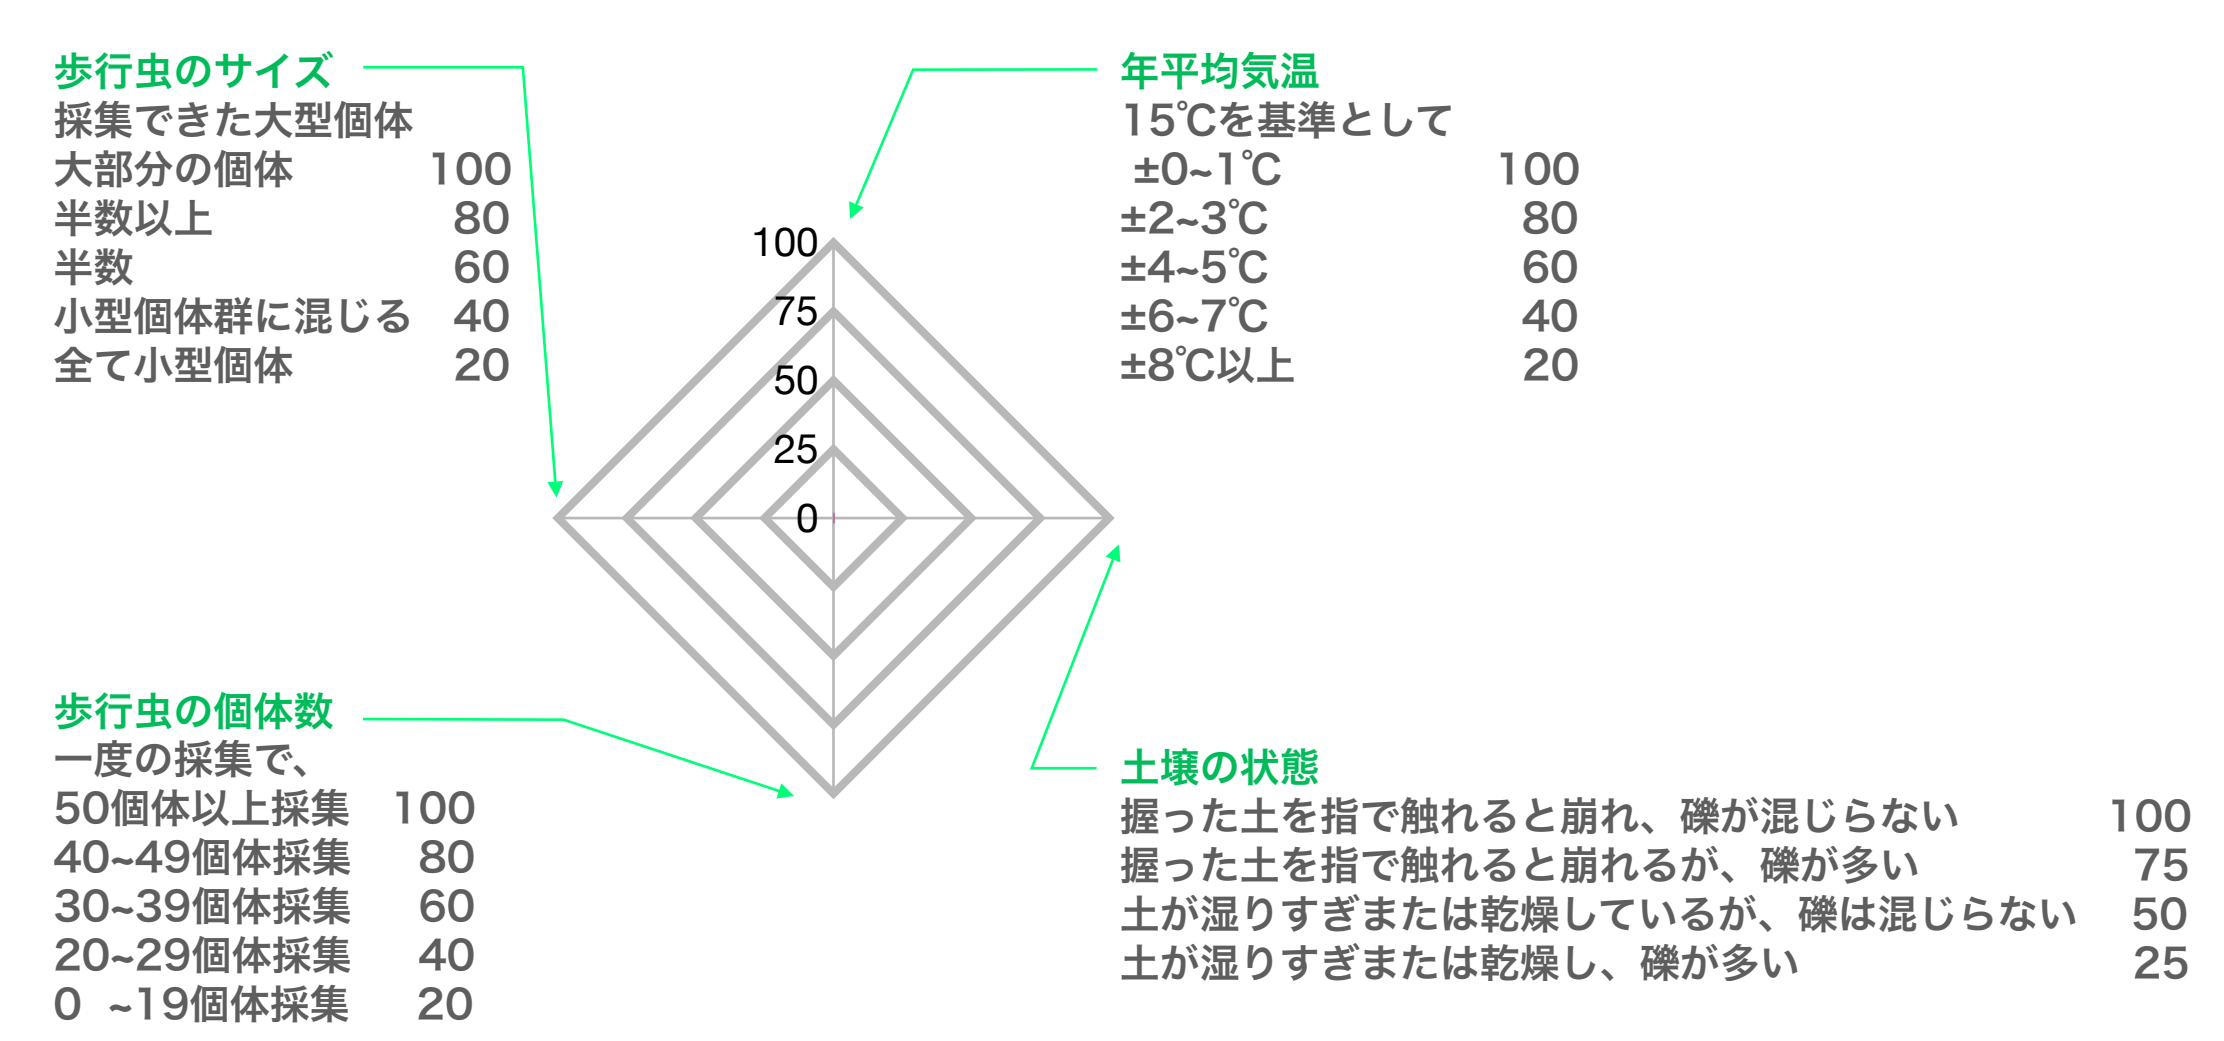 歩行虫のサイズ
採集できた大型個体
大部分の個体 100
半数以上 80
半数 60
小型個体群に混じる 40
全て小型個体 20
年平均気温
15℃を基準として
±0~1℃ 100
±2~3℃ 80
±4~5℃ 60
±6~7℃ 40
±8℃以上 20
100
75
50
25
0
歩行虫の個体数
一度の採集で、
50個体以上採集 100
40~49個体採集 80
30~39個体採集 60
20~29個体採集 40
0 ~19個体採集 20
土壌の状態
握った土を指で触れると崩れ、礫が混じらない 100
握った土を指で触れると崩れるが、礫が多い 75
土が湿りすぎまたは乾燥しているが、礫は混じらない 50
土が湿りすぎまたは乾燥し、礫が多い 25